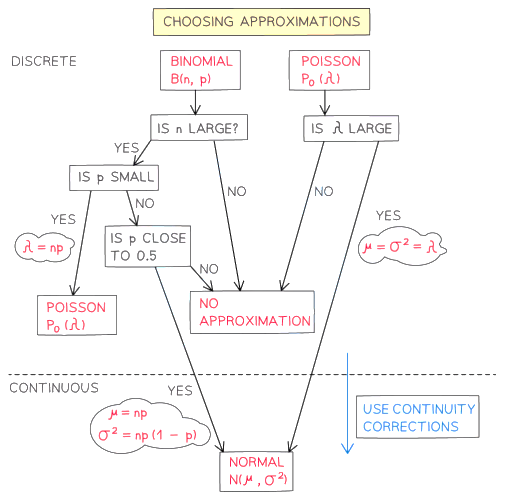 CHOOSING APPROXIMATIONS
DISCRETE
BINOMIAL
B(n, p)
POISSON
Po(λ)
IS n LARGE?
IS λ LARGE
YES
IS p SMALL
NO
NO
NO
YES
YES
λ = np
IS p CLOSE
TO 0.5
μ = σ² = λ
NO
POISSON
Po(λ)
NO
APPROXIMATION
CONTINUOUS
YES
μ = np
σ² = np(1 − p)
USE CONTINUITY
CORRECTIONS
NORMAL
N(μ, σ²)